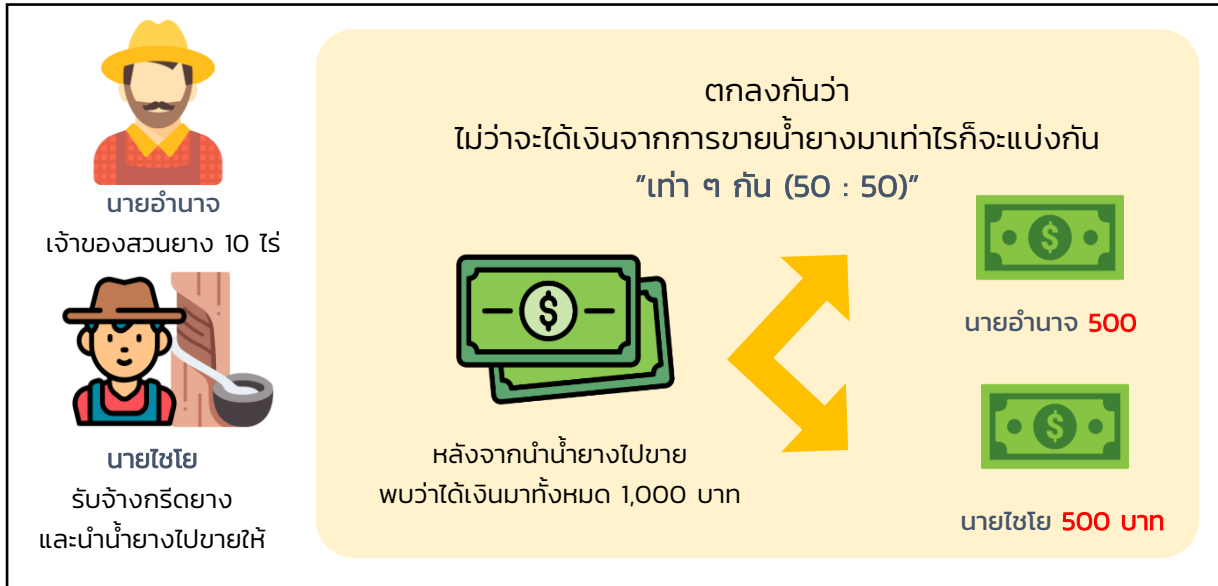 นายอำนาจ
เจ้าของสวนยาง 10 ไร่
นายไชโย
รับจ้างกรีดยาง
และนำน้ำยางไปขายให้
ตกลงกันว่า
ไม่ว่าจะได้เงินจากการขายน้ำยางมาเท่าไรก็จะแบ่งกัน
"เท่า ๆ กัน (50 : 50)"
หลังจากนำน้ำยางไปขาย
พบว่าได้เงินมาทั้งหมด 1,000 บาท
นายอำนาจ 500
นายไชโย 500 บาท